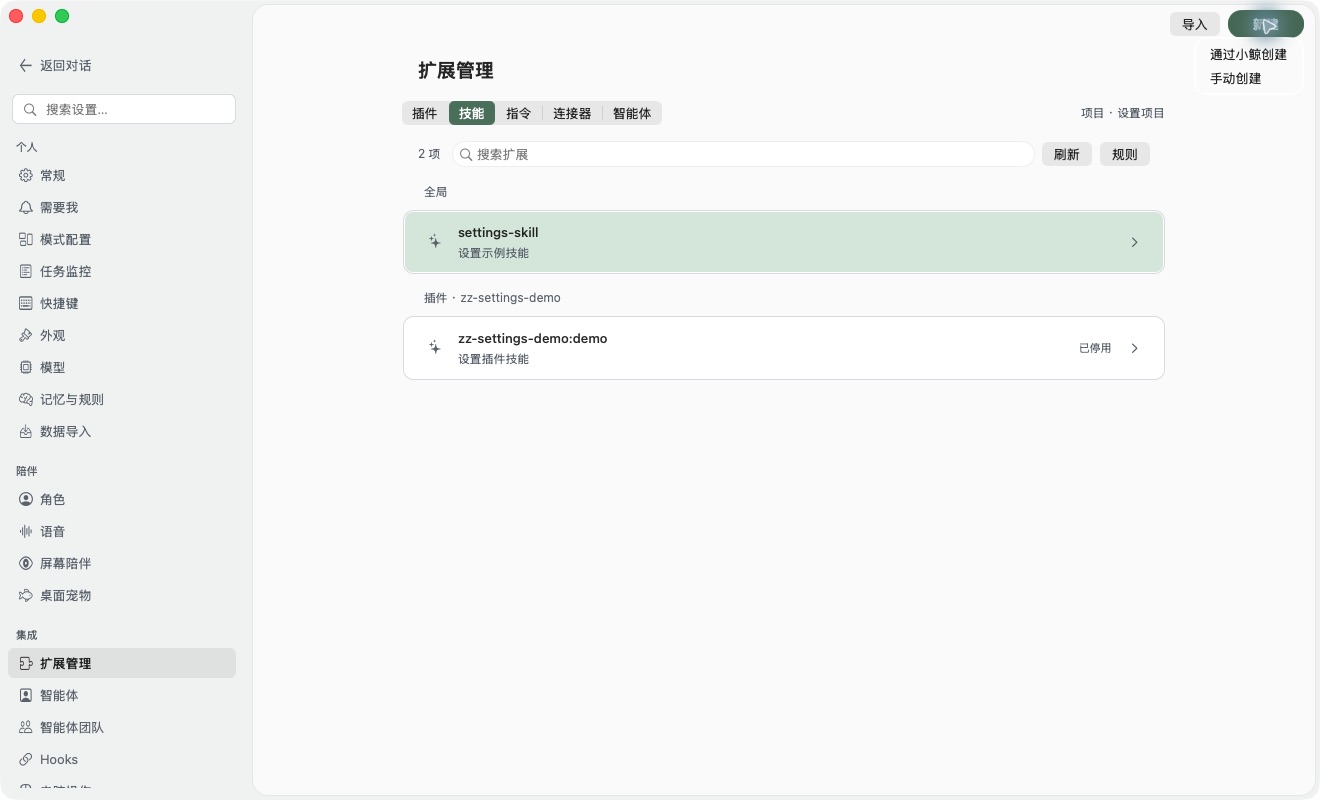 导入
通过小鲸创建
手动创建
返回对话
搜索设置...
个人
常规
需要我
模式配置
任务监控
快捷键
外观
模型
记忆与规则
数据导入
陪伴
角色
语音
屏幕陪伴
桌面宠物
集成
扩展管理
智能体
智能体团队
Hooks
扩展管理
插件 技能 指令 连接器 智能体
项目 · 设置项目
2 项
搜索扩展
刷新
规则
全局
settings-skill
设置示例技能
插件 · zz-settings-demo
zz-settings-demo:demo
设置插件技能
已停用